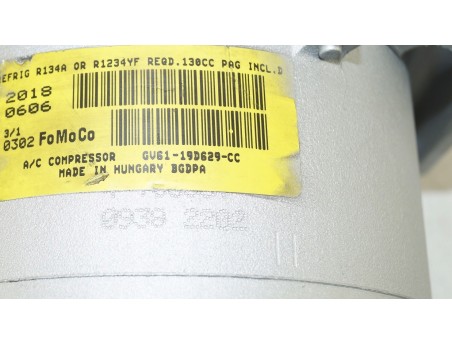 EFRIG R134A OR R1234YF REQD.130CC PAG INCL.D
2018
0606
3/1
0302 FoMoCo
A/C COMPRESSOR GV61-19D629-CC
MADE IN HUNGARY BGDPA
0938 2202